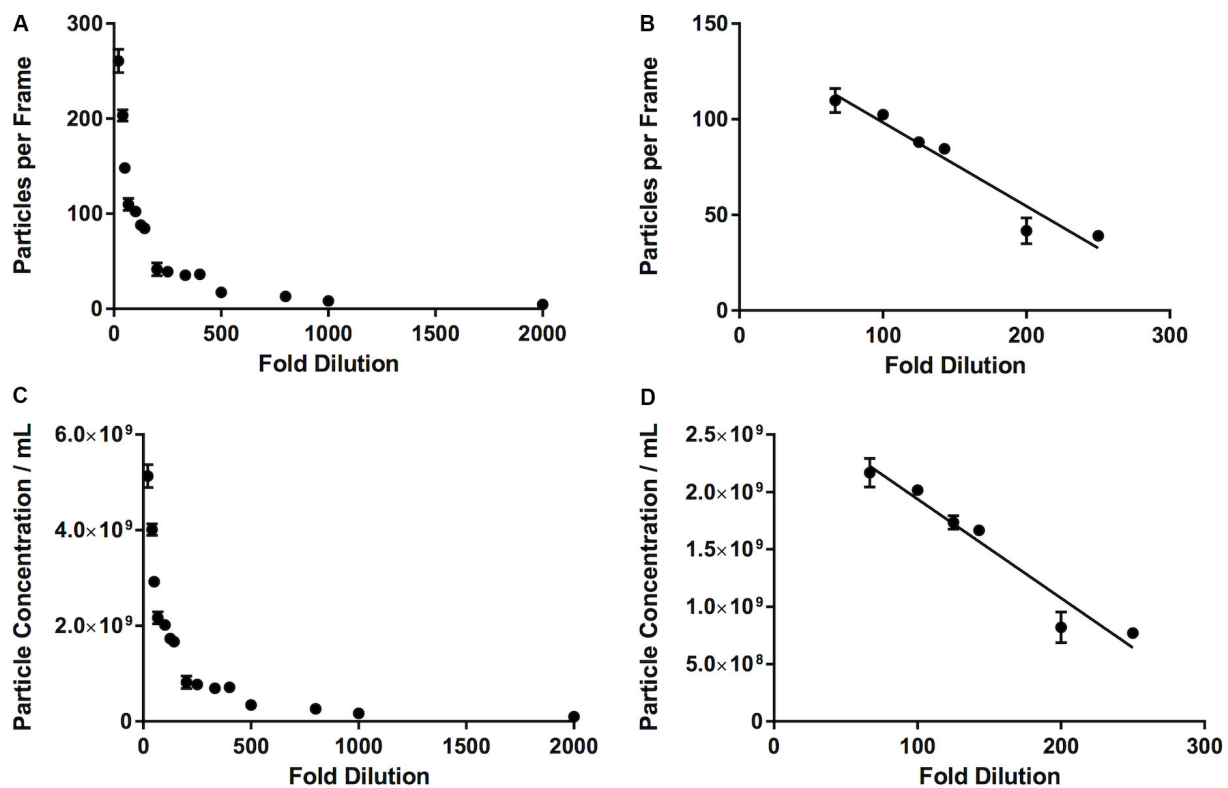 A
300
200
100
0
Particles per Frame
0 500 1000 1500 2000
Fold Dilution
B
150
100
50
0
Particles per Frame
0 100 200 300
Fold Dilution
C
6.0×10⁹
4.0×10⁹
2.0×10⁹
0
Particle Concentration / mL
0 500 1000 1500 2000
Fold Dilution
D
2.5×10⁹
2.0×10⁹
1.5×10⁹
1.0×10⁹
5.0×10⁸
0
Particle Concentration / mL
0 100 200 300
Fold Dilution